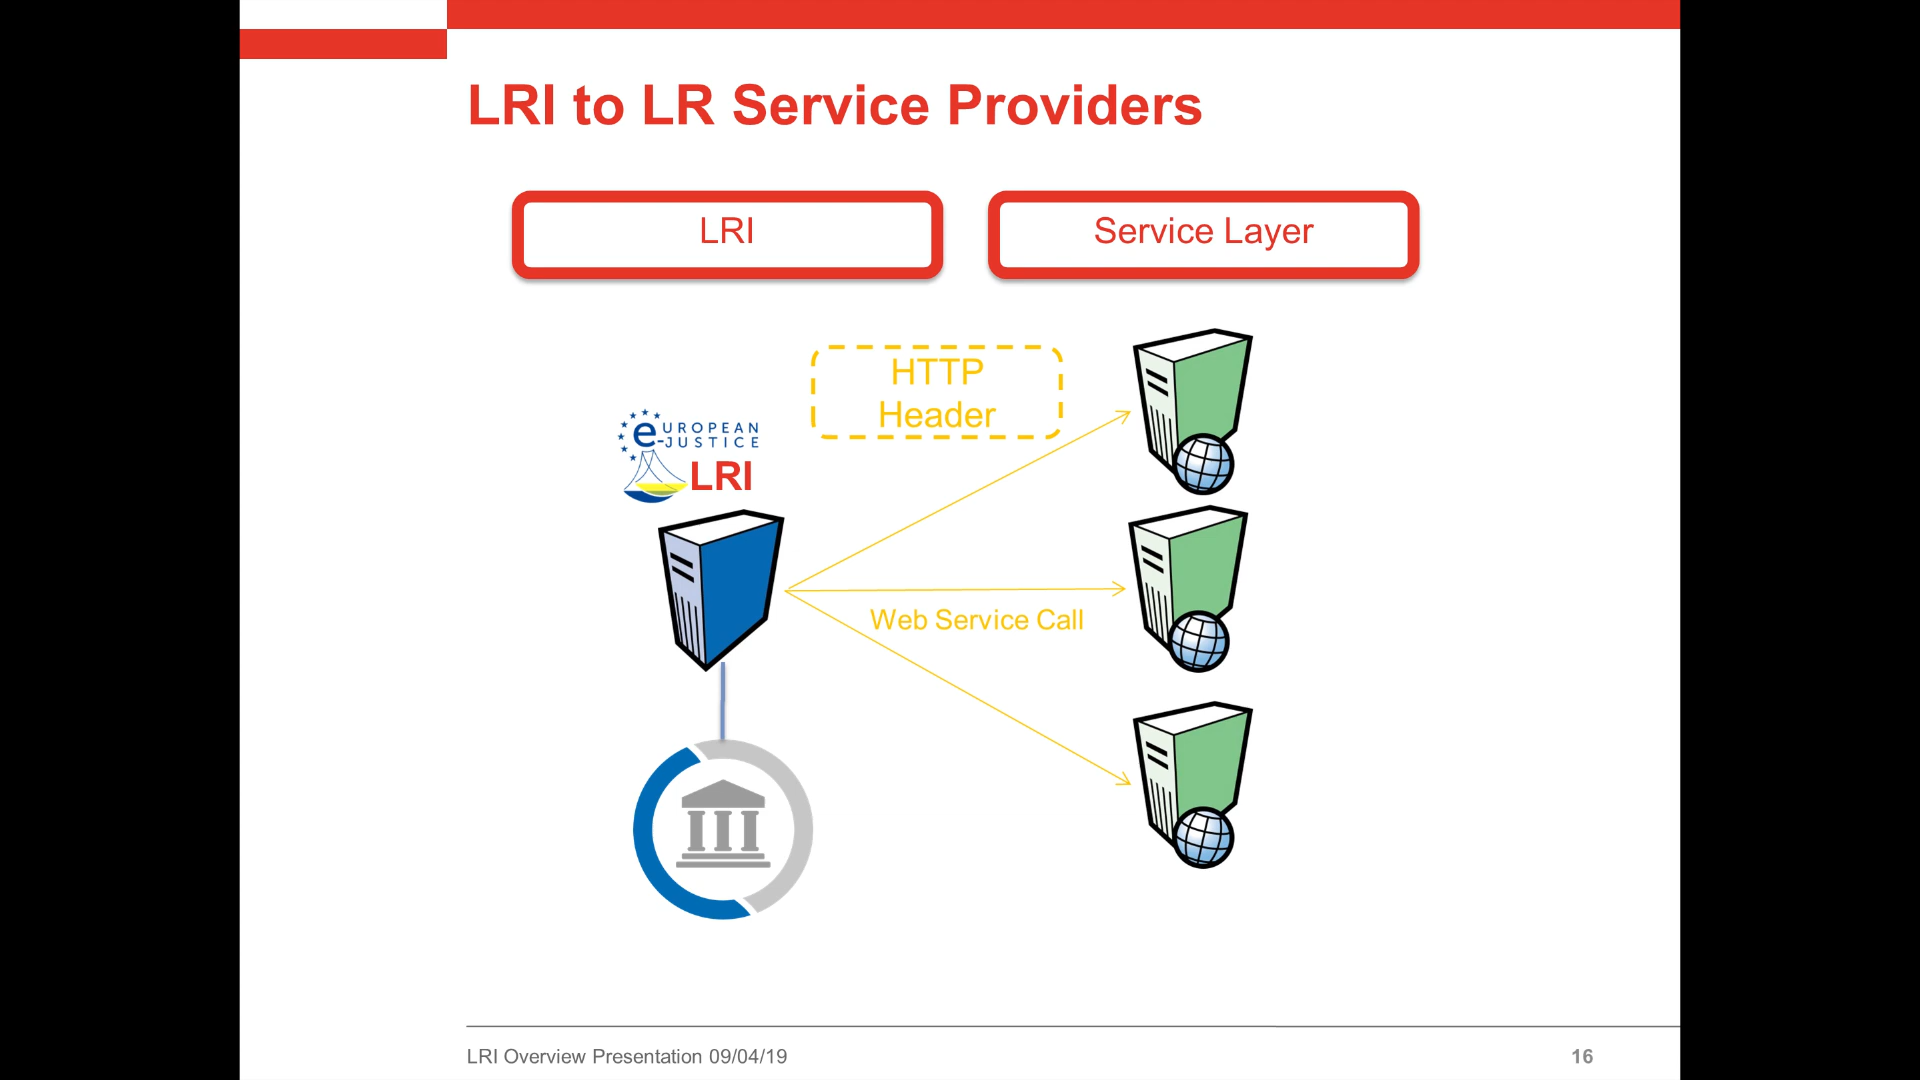 LRI to LR Service Providers
LRI
Service Layer
HTTP
Header
eUROPEAN
-JUSTICE
LRI
Web Service Call
LRI Overview Presentation 09/04/19
16